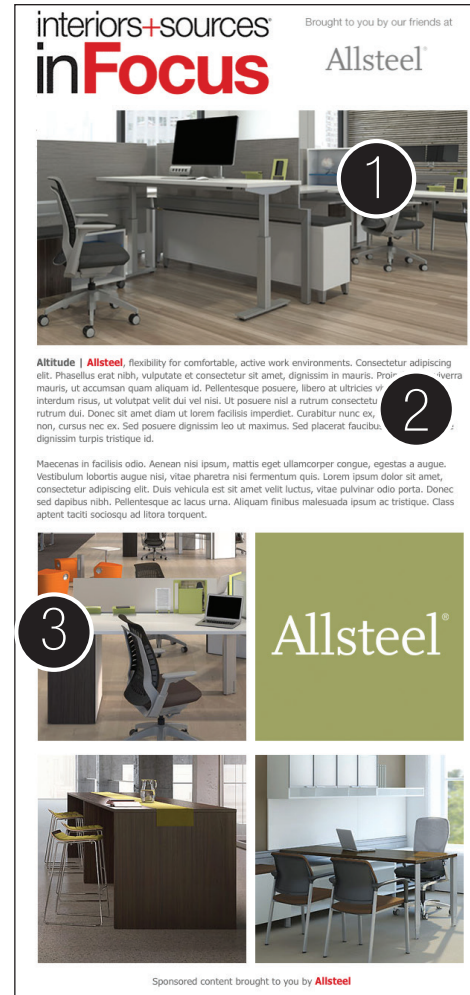 interiors+sources®
inFocus
Brought to you by our friends at
Allsteel®
1
Altitude | Allsteel, flexibility for comfortable, active work environments. Consectetur adipiscing
elit. Phasellus erat nibh, vulputate et consectetur sit amet, dignissim in mauris. Proin
mauris, ut accumsan quam aliquam id. Pellentesque posuere, libero at ultricies
interdum risus, ut volutpat velit dui vel nisi. Ut posuere nisl a rutrum
rutrum dui. Donec sit amet diam ut lorem facilisis imperdiet. Curabitur nunc ex,
non, cursus nec ex. Sed posuere dignissim leo ut maximus. Sed placerat
dignissim turpis tristique id.
2
Maecenas in facilisis odio. Aenean nisi ipsum, mattis eget ullamcorper congue, egestas a augue.
Vestibulum lobortis augue nisi, vitae pharetra nisi fermentum quis. Lorem ipsum dolor sit amet,
consectetur adipiscing elit. Duis vehicula est sit amet velit luctus, vitae pulvinar odio porta. Donec
sed dapibus nibh. Pellentesque ac lacus urna. Aliquam finibus malesuada ipsum ac tristique. Class
aptent taciti sociosqu ad litora torquent.
3
Allsteel®
Sponsored content brought to you by Allsteel